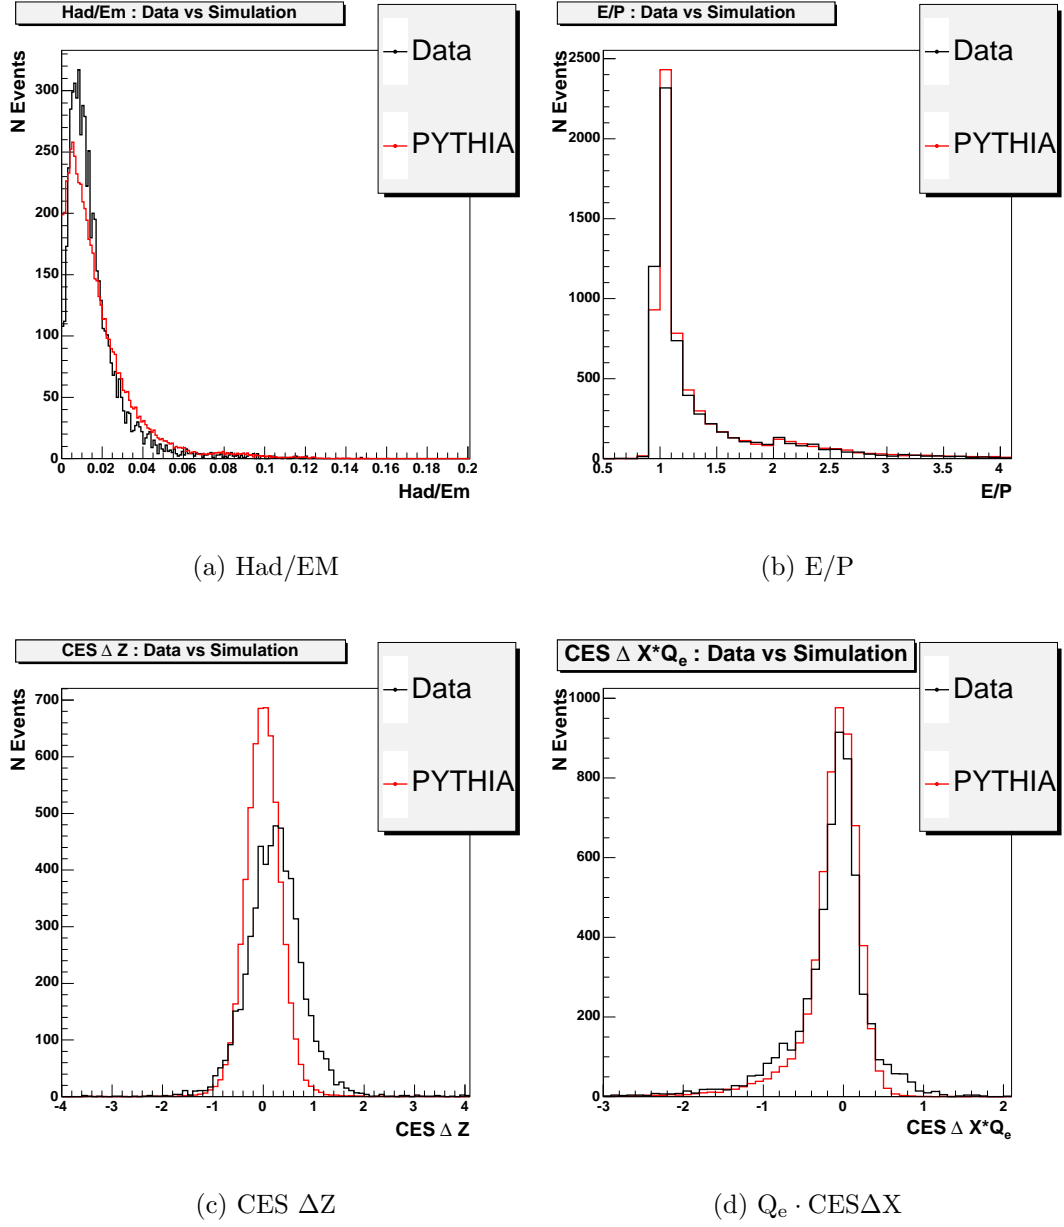 Had/Em : Data vs Simulation
N Events
Data
PYTHIA
300
250
200
150
100
50
0
0 0.02 0.04 0.06 0.08 0.1 0.12 0.14 0.16 0.18 0.2
Had/Em
(a) Had/EM
E/P : Data vs Simulation
N Events
Data
PYTHIA
2500
2000
1500
1000
500
0
0.5 1 1.5 2 2.5 3 3.5 4
E/P
(b) E/P
CES Δ Z : Data vs Simulation
N Events
Data
PYTHIA
700
600
500
400
300
200
100
0
-4 -3 -2 -1 0 1 2 3 4
CES Δ Z
(c) CES ΔZ
CES Δ X*Qe : Data vs Simulation
N Events
Data
PYTHIA
1000
800
600
400
200
0
-3 -2 -1 0 1 2
CES Δ X*Qe
(d) Qe · CESΔX